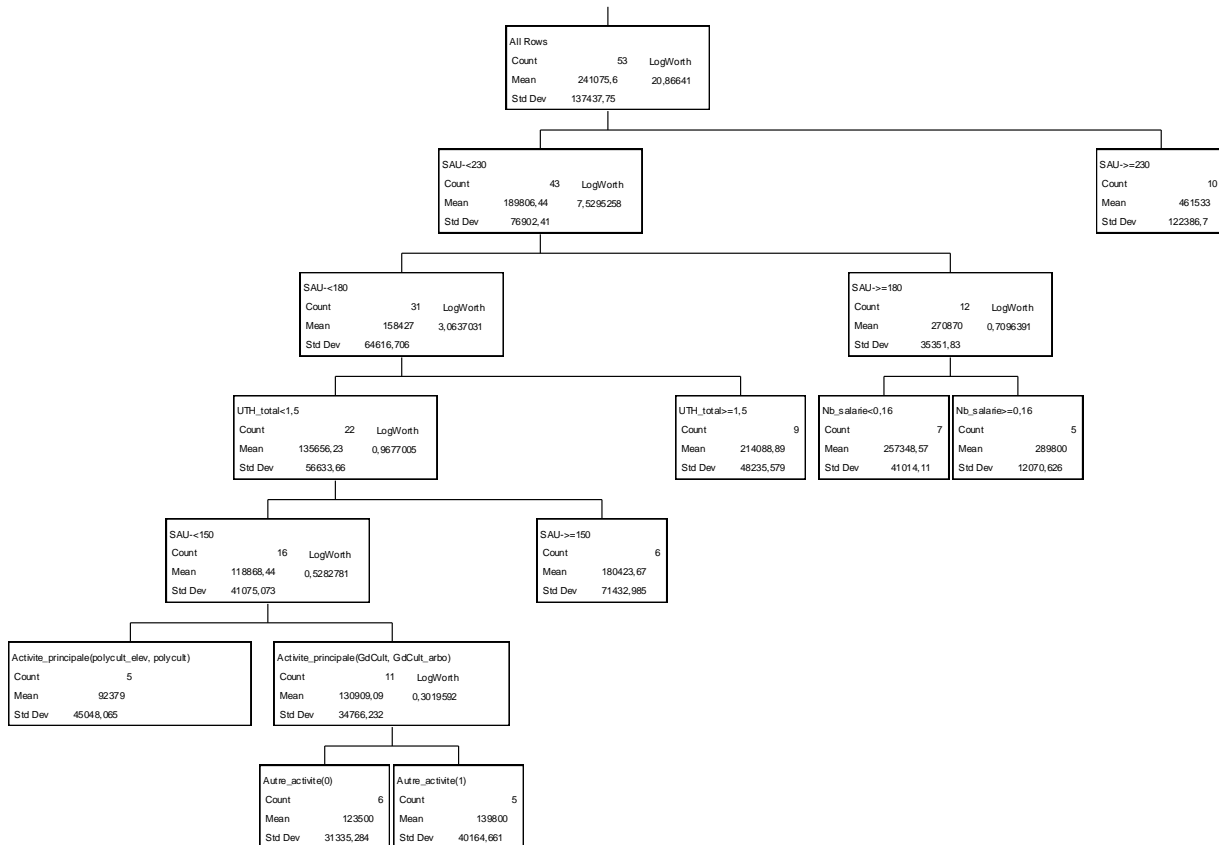 All Rows
Count 53 LogWorth
Mean 241075,6 20,86641
Std Dev 137437,75
SAU-<230
Count 43 LogWorth
Mean 189806,44 7,5295258
Std Dev 76902,41
SAU->=230
Count 10
Mean 461533
Std Dev 122386,7
SAU-<180
Count 31 LogWorth
Mean 158427 3,0637031
Std Dev 64616,706
SAU->=180
Count 12 LogWorth
Mean 270870 0,7096391
Std Dev 35351,83
UTH_total<1,5
Count 22 LogWorth
Mean 135656,23 0,9677005
Std Dev 56633,66
UTH_total>=1,5
Count 9
Mean 214088,89
Std Dev 48235,579
Nb_salarie<0,16
Count 7
Mean 257348,57
Std Dev 41014,11
Nb_salarie>=0,16
Count 5
Mean 289800
Std Dev 12070,626
SAU-<150
Count 16 LogWorth
Mean 118868,44 0,5282781
Std Dev 41075,073
SAU->=150
Count 6
Mean 180423,67
Std Dev 71432,985
Activite_principale(polycult_elev, polycult)
Count 5
Mean 92379
Std Dev 45048,065
Activite_principale(GdCult, GdCult_arbo)
Count 11 LogWorth
Mean 130909,09 0,3019592
Std Dev 34766,232
Autre_activite(0)
Count 6
Mean 123500
Std Dev 31335,284
Autre_activite(1)
Count 5
Mean 139800
Std Dev 40164,661